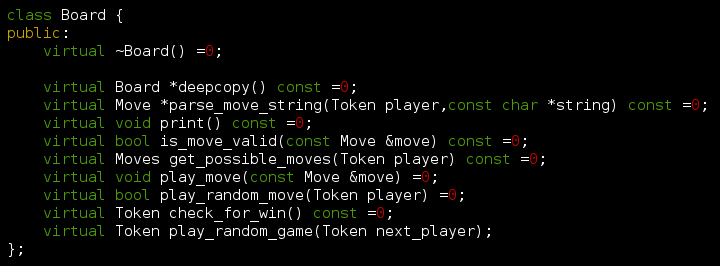 class Board {
public:
    virtual ~Board() =0;

    virtual Board *deepcopy() const =0;
    virtual Move *parse_move_string(Token player,const char *string) const =0;
    virtual void print() const =0;
    virtual bool is_move_valid(const Move &move) const =0;
    virtual Moves get_possible_moves(Token player) const =0;
    virtual void play_move(const Move &move) =0;
    virtual bool play_random_move(Token player) =0;
    virtual Token check_for_win() const =0;
    virtual Token play_random_game(Token next_player);
};